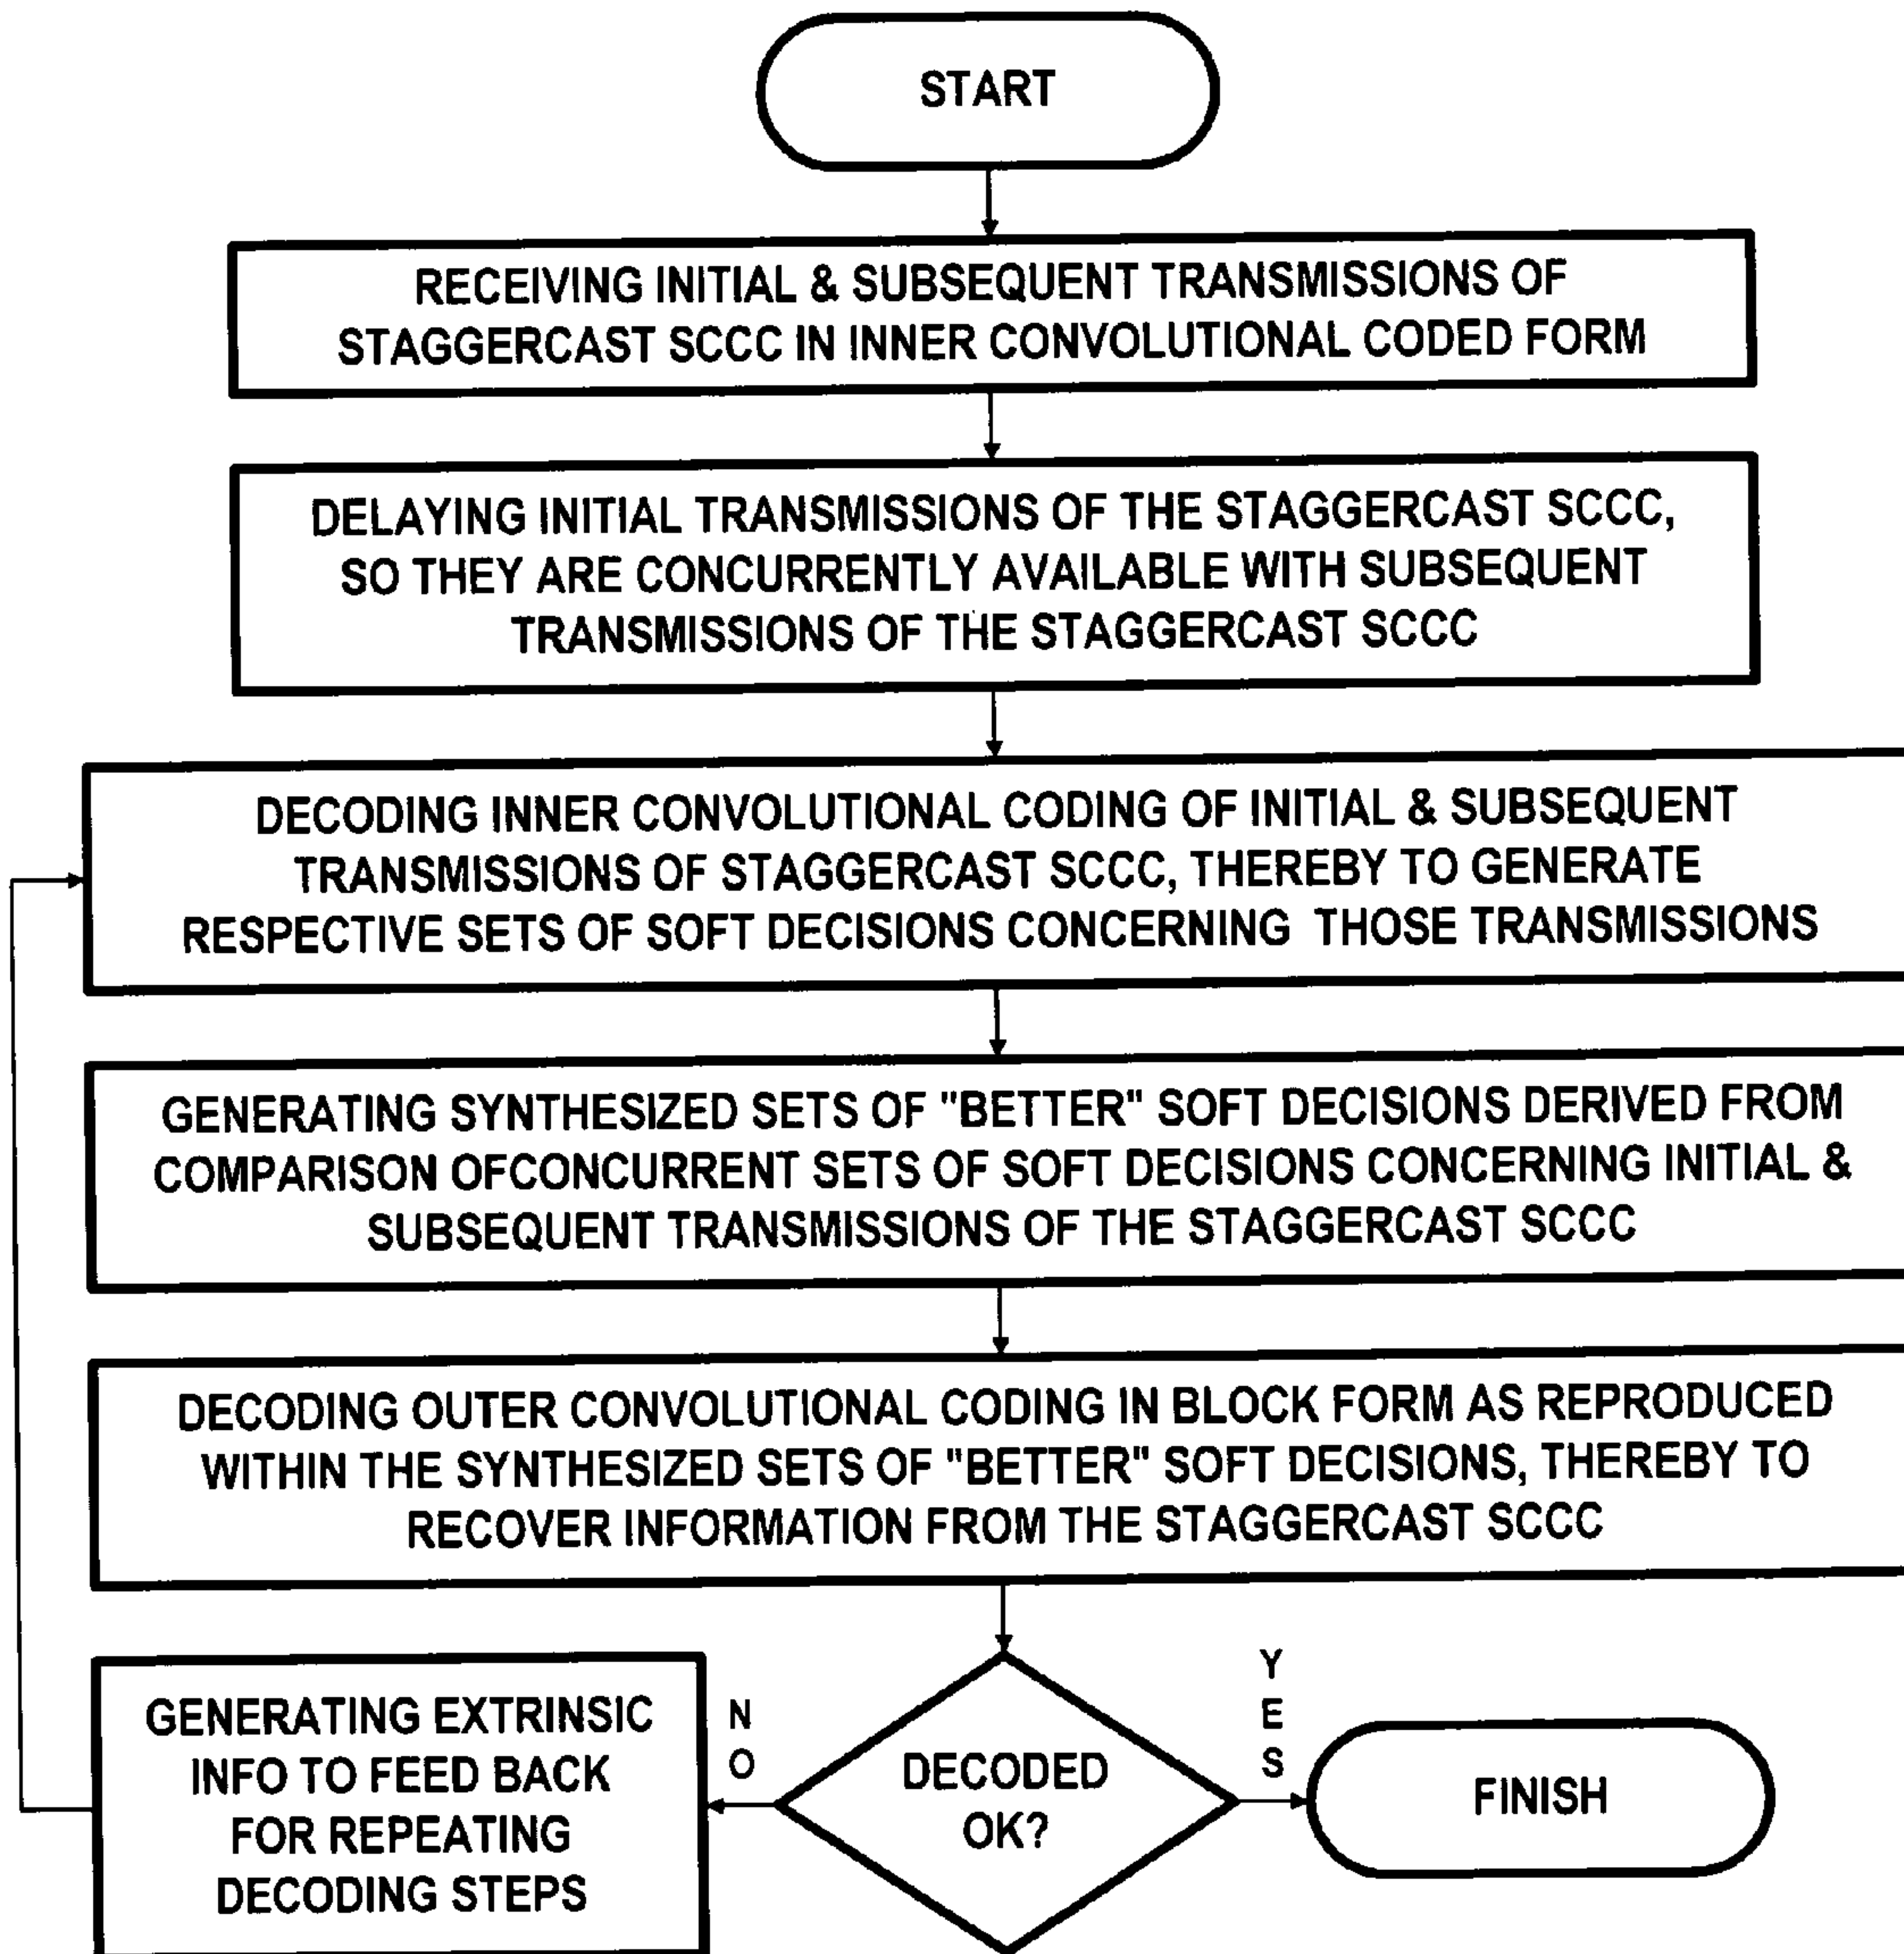 START
RECEIVING INITIAL & SUBSEQUENT TRANSMISSIONS OF
STAGGERCAST SCCC IN INNER CONVOLUTIONAL CODED FORM
DELAYING INITIAL TRANSMISSIONS OF THE STAGGERCAST SCCC,
SO THEY ARE CONCURRENTLY AVAILABLE WITH SUBSEQUENT
TRANSMISSIONS OF THE STAGGERCAST SCCC
DECODING INNER CONVOLUTIONAL CODING OF INITIAL & SUBSEQUENT
TRANSMISSIONS OF STAGGERCAST SCCC, THEREBY TO GENERATE
RESPECTIVE SETS OF SOFT DECISIONS CONCERNING THOSE TRANSMISSIONS
GENERATING SYNTHESIZED SETS OF "BETTER" SOFT DECISIONS DERIVED FROM
COMPARISON OFCONCURRENT SETS OF SOFT DECISIONS CONCERNING INITIAL &
SUBSEQUENT TRANSMISSIONS OF THE STAGGERCAST SCCC
DECODING OUTER CONVOLUTIONAL CODING IN BLOCK FORM AS REPRODUCED
WITHIN THE SYNTHESIZED SETS OF "BETTER" SOFT DECISIONS, THEREBY TO
RECOVER INFORMATION FROM THE STAGGERCAST SCCC
GENERATING EXTRINSIC
INFO TO FEED BACK
FOR REPEATING
DECODING STEPS
NO
DECODED
OK?
YES
FINISH